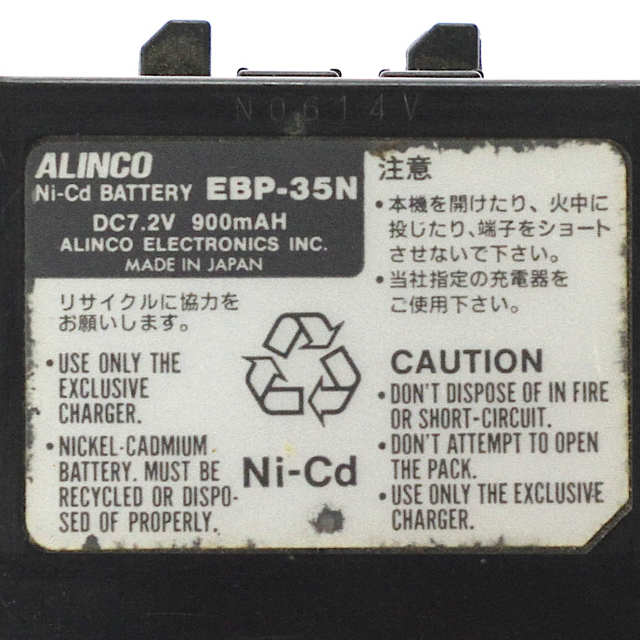 N0614V
ALINCO
Ni-Cd BATTERY EBP-35N
DC7.2V 900mAH
ALINCO ELECTRONICS INC.
MADE IN JAPAN
リサイクルに協力を
お願いします。
• USE ONLY THE
EXCLUSIVE
CHARGER.
• NICKEL-CADMIUM
BATTERY. MUST BE
RECYCLED OR DISPO-
SED OF PROPERLY.
Ni-Cd
注意
• 本機を開けたり、火中に
投じたり、端子をショート
させないで下さい。
• 当社指定の充電器を
ご使用下さい。
CAUTION
• DON'T DISPOSE OF IN FIRE
OR SHORT-CIRCUIT.
• DON'T ATTEMPT TO OPEN
THE PACK.
• USE ONLY THE EXCLUSIVE
CHARGER.